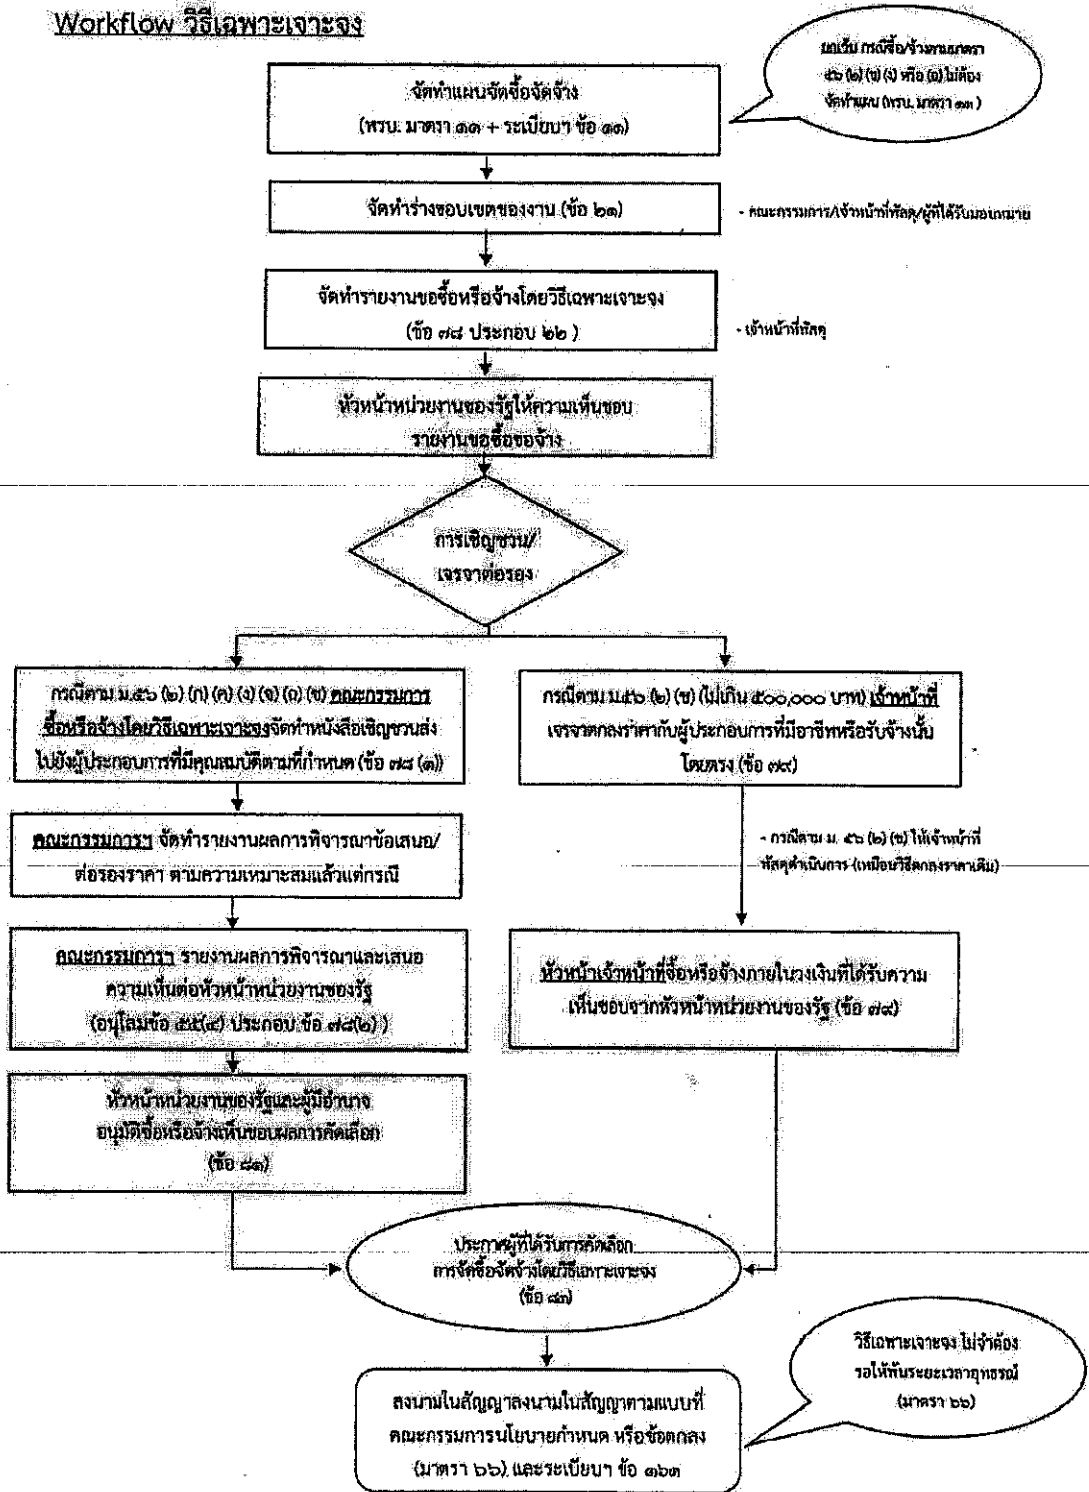 Workflow วิธีเฉพาะเจาะจง
ยกเว้น กรณีซื้อ/จ้างตามมาตรา
๕๖ (๒) (ข) (ง) หรือ (ฉ) ไม่ต้อง
จัดทำแผน (พรบ. มาตรา ๑๑ )
จัดทำแผนจัดซื้อจัดจ้าง
(พรบ. มาตรา ๑๑ + ระเบียบฯ ข้อ ๑๑)
จัดทำร่างขอบเขตของงาน (ข้อ ๒๑)
- คณะกรรมการ/เจ้าหน้าที่พัสดุ/ผู้ที่ได้รับมอบหมาย
จัดทำรายงานขอซื้อหรือจ้างโดยวิธีเฉพาะเจาะจง
(ข้อ ๗๘ ประกอบ ๒๒ )
- เจ้าหน้าที่พัสดุ
หัวหน้าหน่วยงานของรัฐให้ความเห็นชอบ
รายงานขอซื้อขอจ้าง
การเชิญชวน/
เจรจาต่อรอง
กรณีตาม ม.๕๖ (๒) (ก) (ค) (ง) (จ) (ฉ) (ช) คณะกรรมการ
ซื้อหรือจ้างโดยวิธีเฉพาะเจาะจงจัดทำหนังสือเชิญชวนส่ง
ไปยังผู้ประกอบการที่มีคุณสมบัติตามที่กำหนด (ข้อ ๗๘ (๑))
กรณีตาม ม.๕๖ (๒) (ข) (ไม่เกิน ๕๐๐,๐๐๐ บาท) เจ้าหน้าที่
เจรจาตกลงราคากับผู้ประกอบการที่มีอาชีพหรือรับจ้างนั้น
โดยตรง (ข้อ ๗๙)
คณะกรรมการฯ จัดทำรายงานผลการพิจารณาข้อเสนอ/
ต่อรองราคา ตามความเหมาะสมแล้วแต่กรณี
- กรณีตาม ม. ๕๖ (๒) (ข) ให้เจ้าหน้าที่
พัสดุดำเนินการ (เหมือนวิธีตกลงราคาเดิม)
คณะกรรมการฯ รายงานผลการพิจารณาและเสนอ
ความเห็นต่อหัวหน้าหน่วยงานของรัฐ
(อนุโลมข้อ ๕๕(๔) ประกอบ ข้อ ๗๘(๒) )
หัวหน้าเจ้าหน้าที่ซื้อหรือจ้างภายในวงเงินที่ได้รับความ
เห็นชอบจากหัวหน้าหน่วยงานของรัฐ (ข้อ ๗๙)
หัวหน้าหน่วยงานของรัฐและผู้มีอำนาจ
อนุมัติซื้อหรือจ้างเห็นชอบผลการคัดเลือก
(ข้อ ๘๑)
ประกาศผู้ที่ได้รับการคัดเลือก
การจัดซื้อจัดจ้างโดยวิธีเฉพาะเจาะจง
(ข้อ ๘๑)
วิธีเฉพาะเจาะจง ไม่จำต้อง
รอให้พ้นระยะเวลาอุทธรณ์
(มาตรา ๖๖)
ลงนามในสัญญาลงนามในสัญญาตามแบบที่
คณะกรรมการนโยบายกำหนด หรือข้อตกลง
(มาตรา ๖๖) และระเบียบฯ ข้อ ๑๖๑